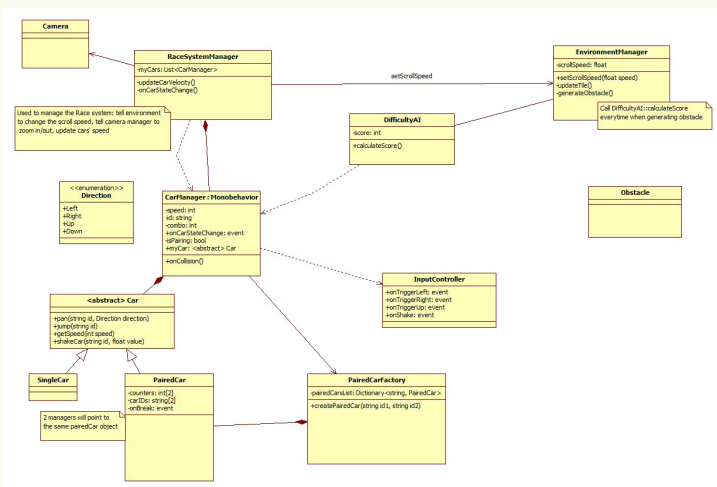 Camera
RaceSystemManager
-myCars: List<CarManager>
-updateCarVelocity()
-onCarStateChange()
setScrollSpeed
EnvironmentManager
-scrollSpeed: float
+setScrollSpeed(float speed)
-updateTile()
-generateObstacle()
Call DifficultyAI::calculateScore
everytime when generating obstacle
Used to manage the Race system: tell environment
to change the scroll speed, tell camera manager to
zoom in/out, update cars' speed
DifficultyAI
-score: int
+calculateScore()
<<enumeration>>
Direction
+Left
+Right
+Up
+Down
CarManager : Monobehavior
-speed: int
-id: string
-combo: int
+onCarStateChange: event
-isPairing: bool
+myCar: <abstract> Car
+onCollision()
Obstacle
InputController
+onTriggerLeft: event
+onTriggerRight: event
+onTriggerUp: event
+onShake: event
<abstract> Car
+pan(string id, Direction direction)
+jump(string id)
+getSpeed(int speed)
+shakeCar(string id, float value)
SingleCar
PairedCar
-counters: int[2]
-carIDs: string[2]
-onBreak: event
PairedCarFactory
-pairedCarsList: Dictionary <string, PairedCar>
+createPairedCar(string id1, string id2)
2 managers will point to
the same pairedCar object